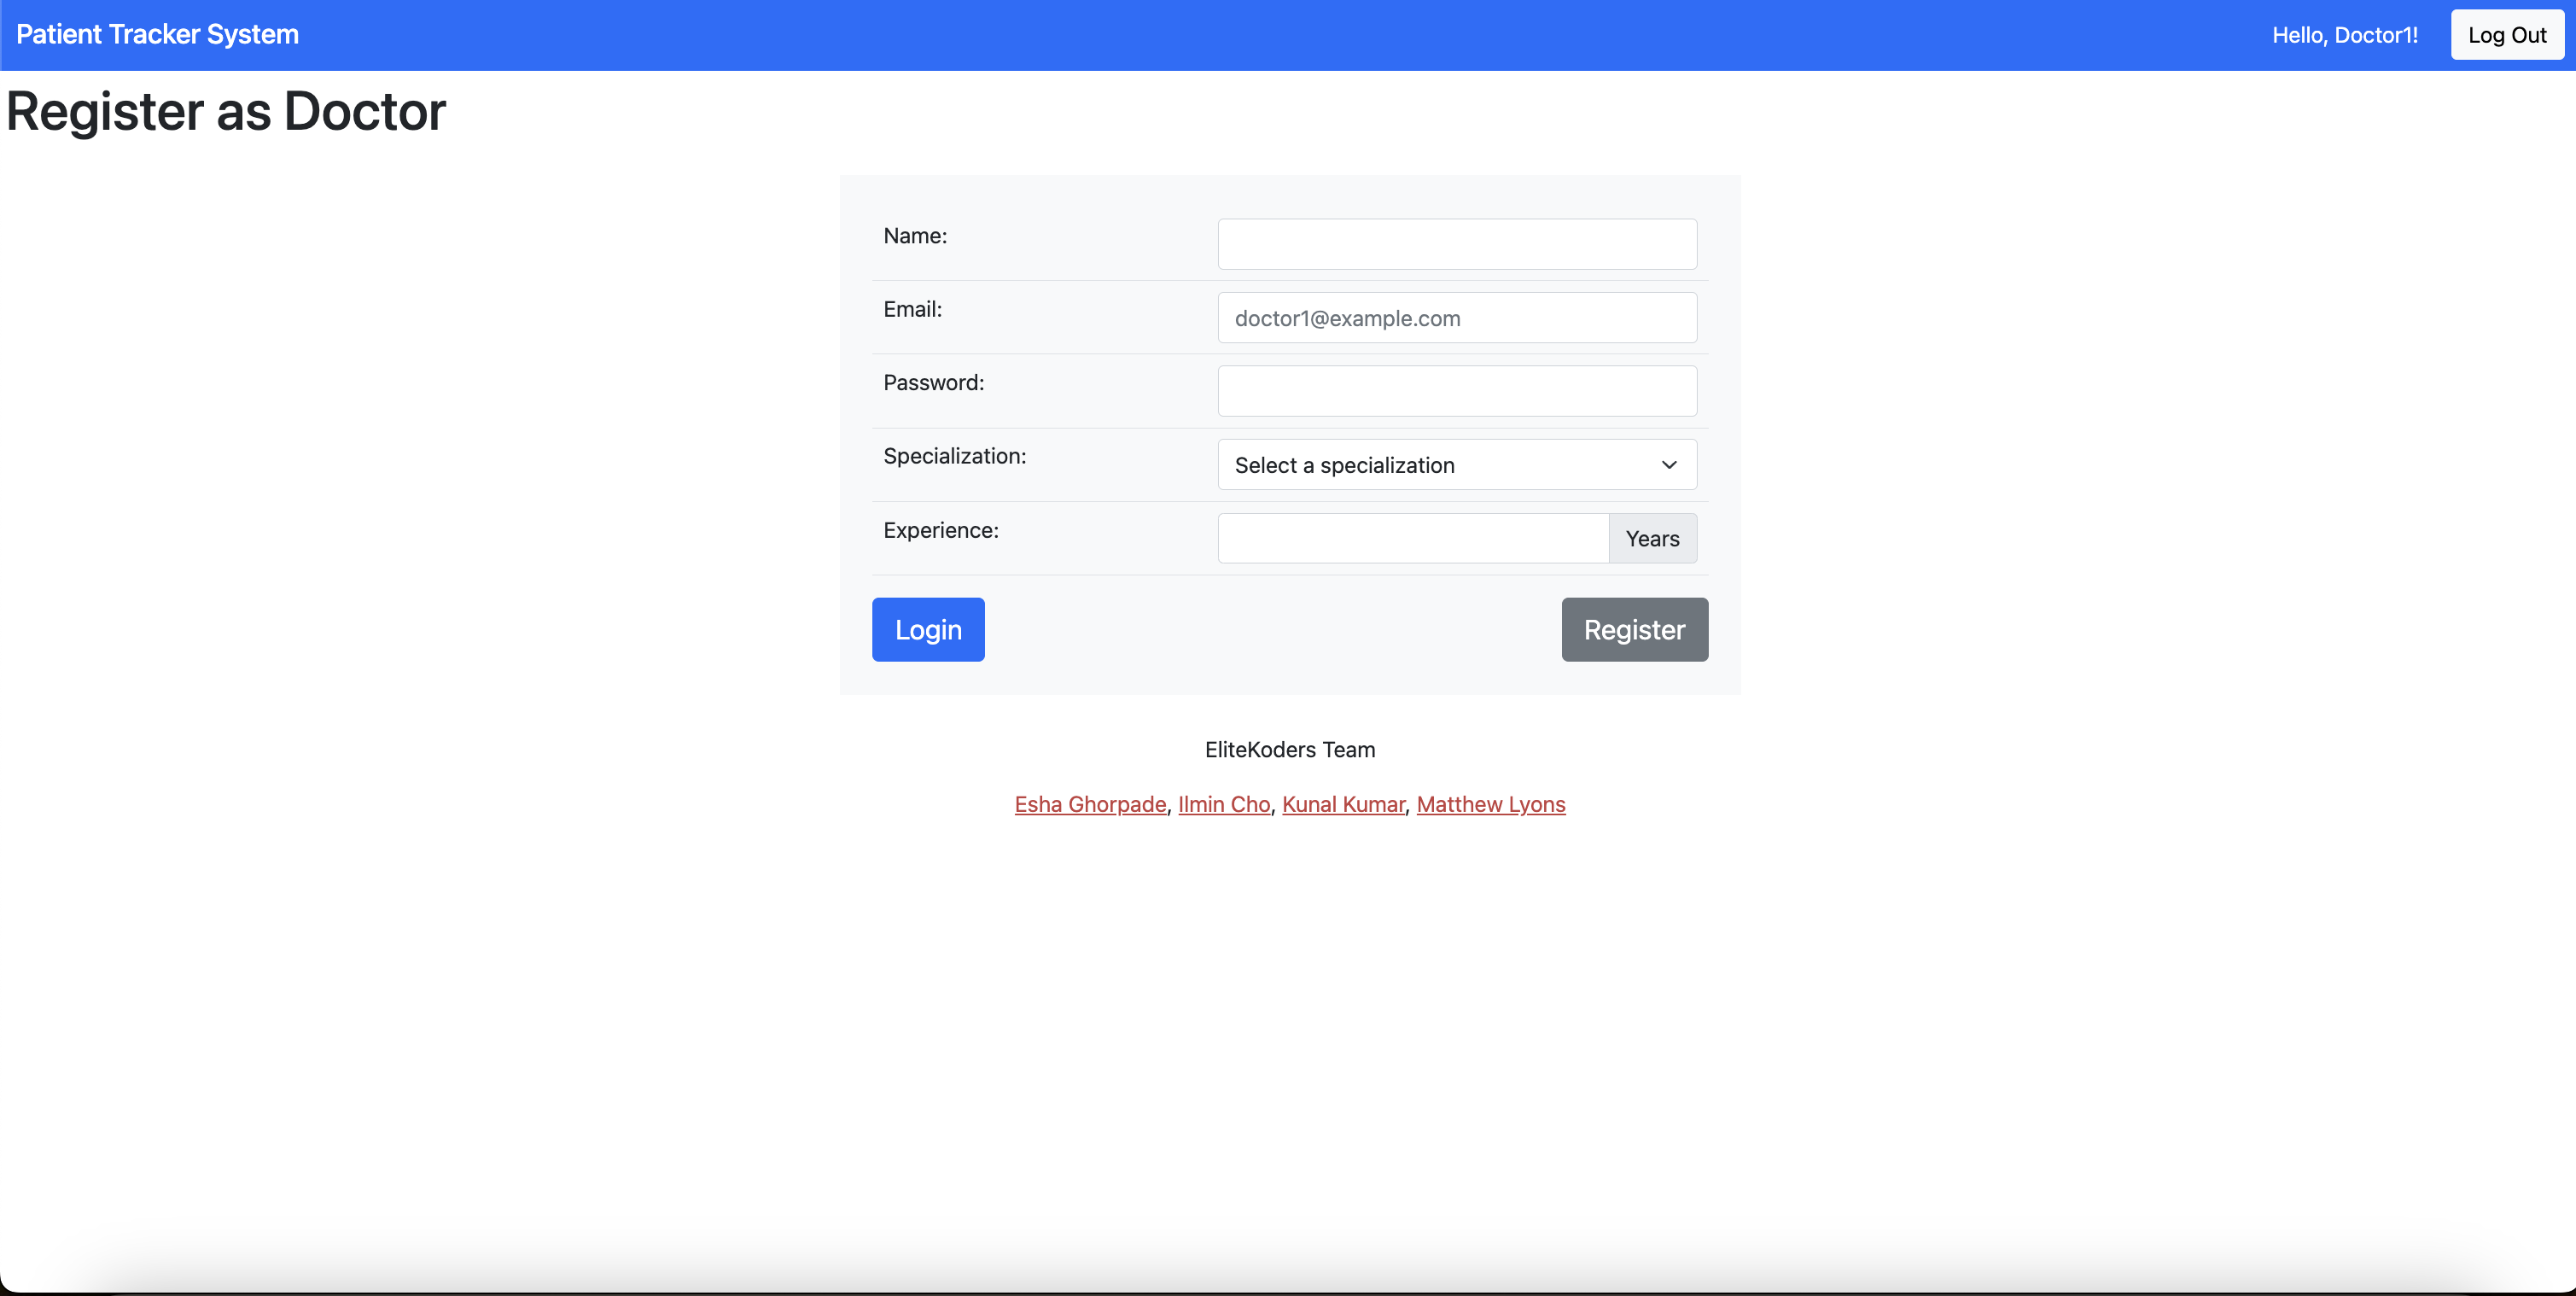 Patient Tracker System Hello, Doctor1! Log Out
Register as Doctor
Name:
Email: doctor1@example.com
Password:
Specialization: Select a specialization
Experience: Years
Login Register
EliteKoders Team
Esha Ghorpade, Ilmin Cho, Kunal Kumar, Matthew Lyons